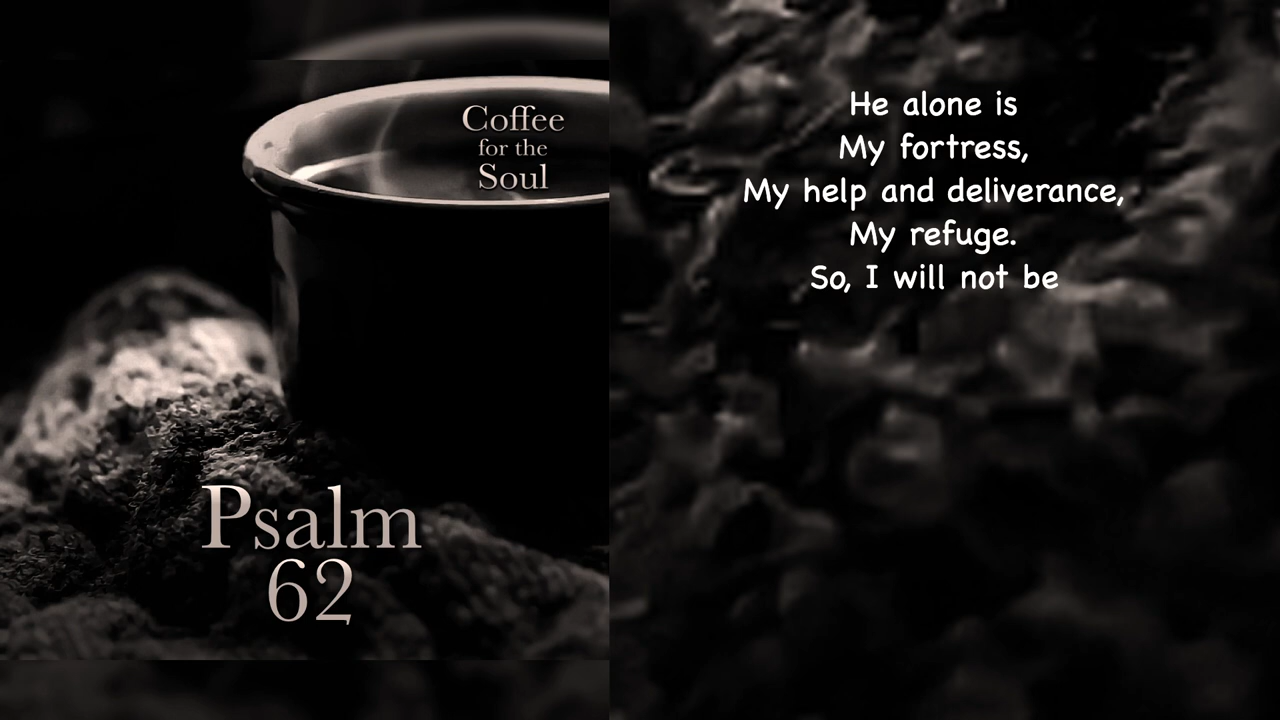 Coffee
for the
Soul
Psalm
62
He alone is
My fortress,
My help and deliverance,
My refuge.
So, I will not be